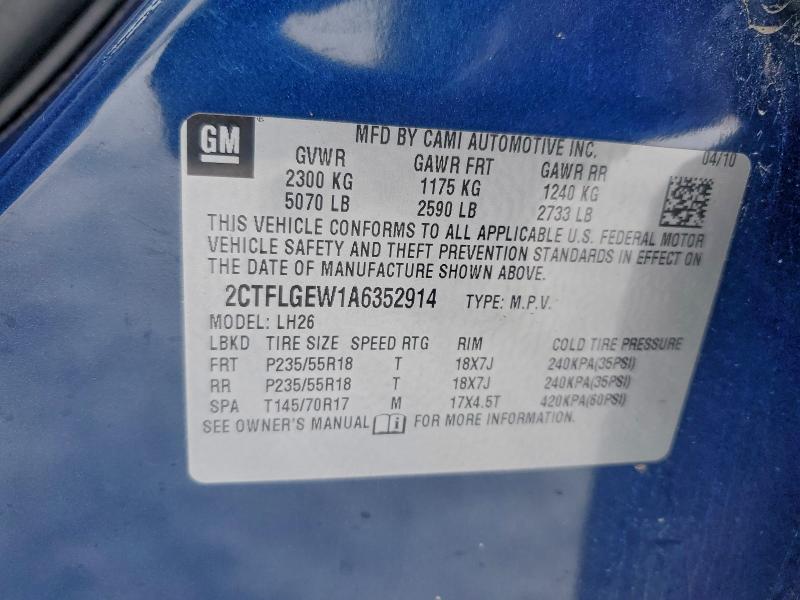 GM
MFD BY CAMI AUTOMOTIVE INC.
04/10
GVWR GAWR FRT GAWR RR
2300 KG 1175 KG 1240 KG
5070 LB 2590 LB 2733 LB
THIS VEHICLE CONFORMS TO ALL APPLICABLE U.S. FEDERAL MOTOR
VEHICLE SAFETY AND THEFT PREVENTION STANDARDS IN EFFECT ON
THE DATE OF MANUFACTURE SHOWN ABOVE.
2CTFLGEW1A6352914 TYPE: M.P.V.
MODEL: LH26
LBKD TIRE SIZE SPEED RTG RIM COLD TIRE PRESSURE
FRT P235/55R18 T 18X7J 240KPA(35PSI)
RR P235/55R18 T 18X7J 240KPA(35PSI)
SPA T145/70R17 M 17X4.5T 420KPA(60PSI)
SEE OWNER'S MANUAL i FOR MORE INFORMATION.